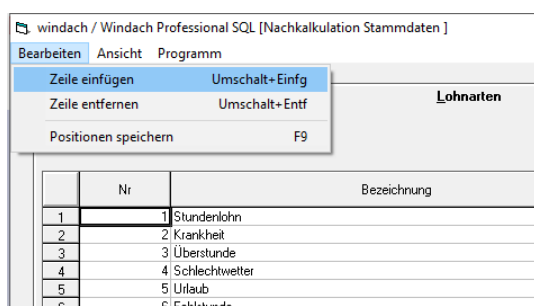 windach / Windach Professional SQL [Nachkalkulation Stammdaten ]
Bearbeiten Ansicht Programm
Zeile einfügen Umschalt+Einfg
Zeile entfernen Umschalt+Entf
Positionen speichern F9
Lohnarten
Nr Bezeichnung
1 1 Stundenlohn
2 2 Krankheit
3 3 Überstunde
4 4 Schlechtwetter
5 5 Urlaub